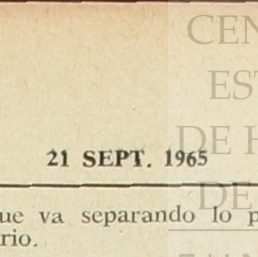 CEN
EST
DE H
DE
21 SEPT. 1965
ue va separando lo p
rio.